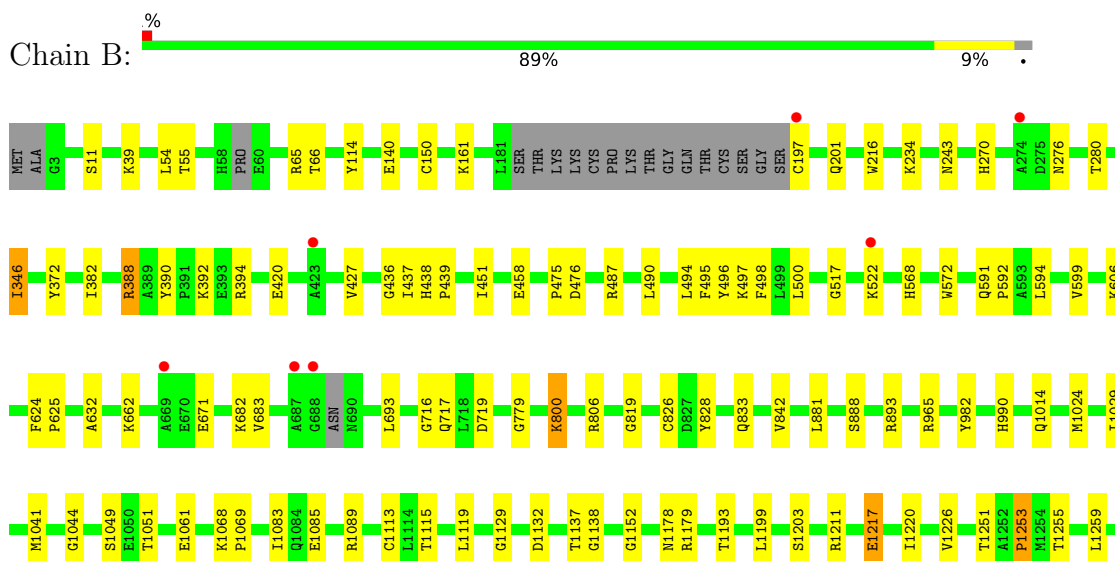 .%
Chain B:
89% 9% •
MET ALA G3 S11 K39 L54 T55 H58 PRO E60 R65 T66 Y114 E140 C150 K161 L181 SER THR LYS LYS CYS PRO LYS THR GLY GLN THR CYS SER GLY SER C197 Q201 W216 K234 N243 H270 A274 D275 N276 T280
I346 Y372 I382 R388 A389 Y390 P391 K392 E393 R394 E420 A423 V427 G436 I437 H438 P439 I451 E458 P475 D476 R487 L490 L494 F495 Y496 K497 F498 L499 L500 G517 K522 H568 W572 Q591 P592 A593 L594 V599
F624 P625 A632 K662 A669 E670 E671 K682 V683 A687 G688 ASN N690 L693 G716 Q717 L718 D719 G779 K800 R806 G819 C826 D827 Y828 Q833 V842 L881 S888 R893 R965 Y982 H990 Q1014 M1024
M1041 G1044 S1049 E1050 T1051 E1061 K1068 P1069 I1083 Q1084 E1085 R1089 C1113 L1114 T1115 L1119 G1129 D1132 T1137 G1138 G1152 N1178 R1179 T1193 L1199 S1203 R1211 E1217 I1220 V1226 T1251 A1252 P1253 M1254 T1255 L1259